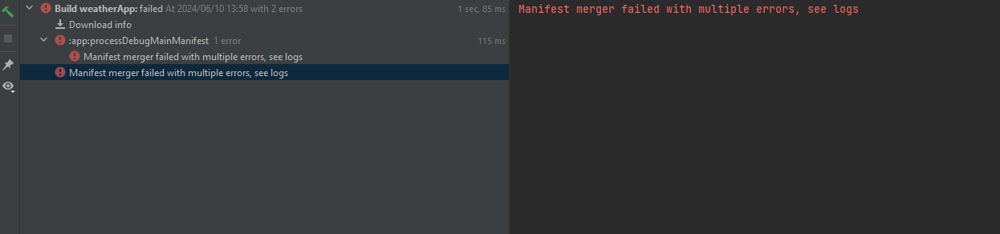 Build weatherApp: failed At 2024/06/10 13:58 with 2 errors 1 sec, 85 ms
Download info
:app:processDebugMainManifest 1 error 115 ms
Manifest merger failed with multiple errors, see logs
Manifest merger failed with multiple errors, see logs
Manifest merger failed with multiple errors, see logs